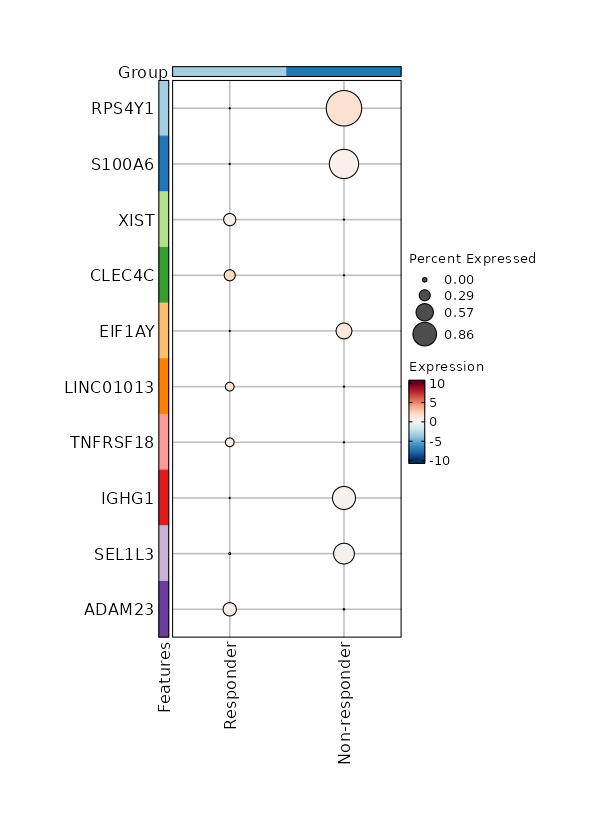 Group
RPS4Y1
S100A6
XIST
CLEC4C
EIF1AY
LINC01013
TNFRSF18
IGHG1
SEL1L3
ADAM23
Features
Responder
Non-responder
Percent Expressed
0.00
0.29
0.57
0.86
Expression
10
5
0
-5
-10